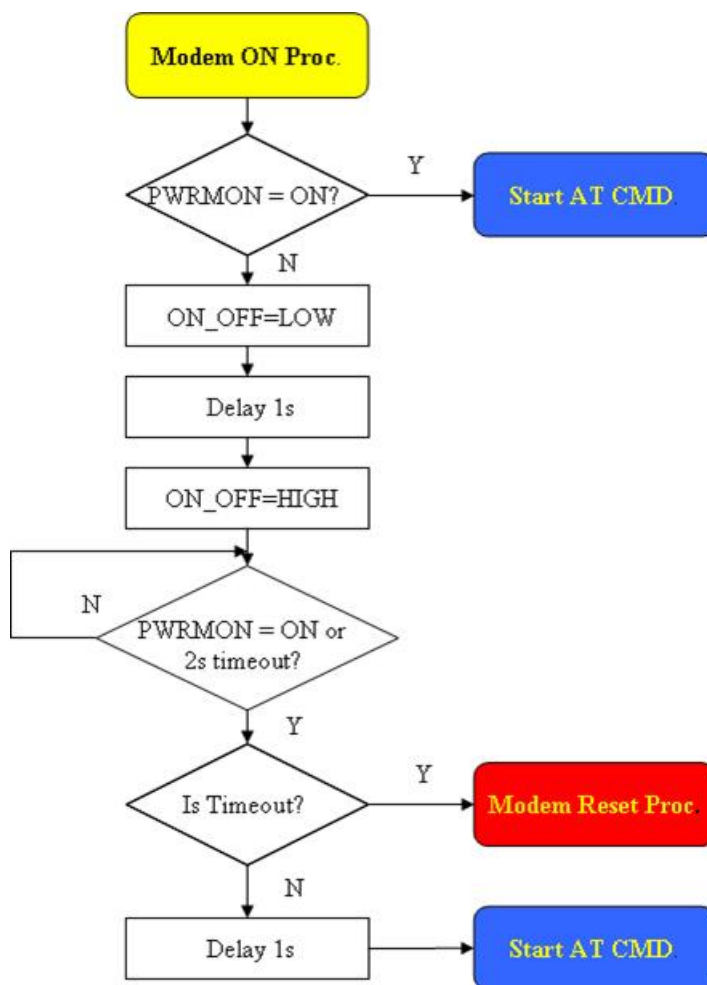 Modem ON Proc.
PWRMON = ON?
Y
Start AT CMD.
N
ON_OFF=LOW
Delay 1s
ON_OFF=HIGH
N
PWRMON = ON or
2s timeout?
Y
Is Timeout?
Y
Modem Reset Proc.
N
Delay 1s
Start AT CMD.